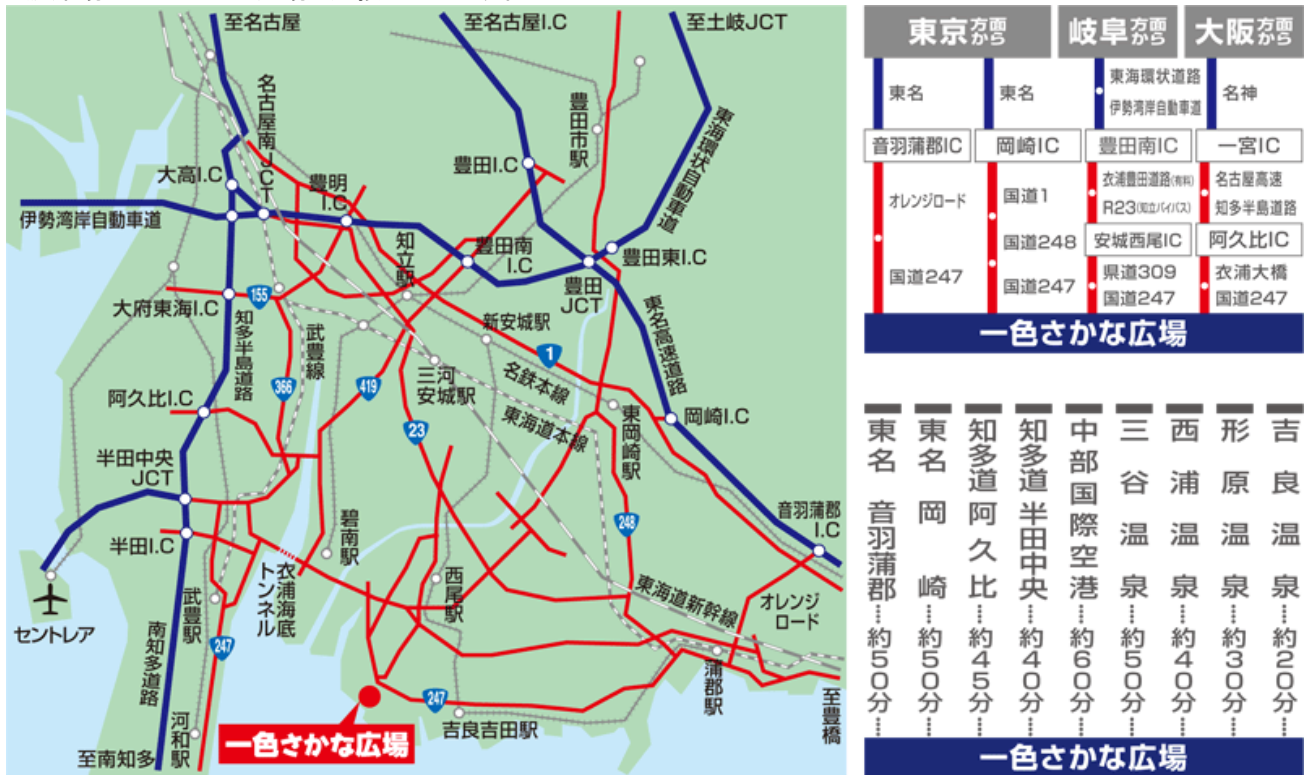 至名古屋
至名古屋I.C
至土岐JCT
名古屋南JCT
豊田市駅
東海環状自動車道
大高I.C
豊明I.C
豊田I.C
伊勢湾岸自動車道
知立駅
豊田南I.C
豊田東I.C
豊田JCT
大府東海I.C
155
知多半島道路
武豊線
新安城駅
1
東名高速道路
366
419
三河安城駅
名鉄本線
東海道本線
阿久比I.C
23
東岡崎駅
岡崎I.C
半田中央JCT
碧南駅
248
音羽蒲郡I.C
半田I.C
衣浦海底トンネル
西尾駅
東海道新幹線
オレンジロード
セントレア
武豊駅
南知多道路
247
蒲郡駅
247
河和駅
吉良吉田駅
至豊橋
一色さかな広場
至南知多
東京方面から
岐阜方面から
大阪方面から
東名
東名
東海環状道路
伊勢湾岸自動車道
名神
音羽蒲郡IC
岡崎IC
豊田南IC
一宮IC
オレンジロード
国道247
国道1
国道248
国道247
衣浦豊田道路(有料)
R23(知立バイパス)
安城西尾IC
県道309
国道247
名古屋高速
知多半島道路
阿久比IC
衣浦大橋
国道247
一色さかな広場
東名 音羽蒲郡…約50分…
東名 岡崎…約50分…
知多道 阿久比…約45分…
知多道 半田中央…約40分…
中部国際空港…約60分…
三谷温泉…約50分…
西浦温泉…約40分…
形原温泉…約30分…
吉良温泉…約20分…
一色さかな広場